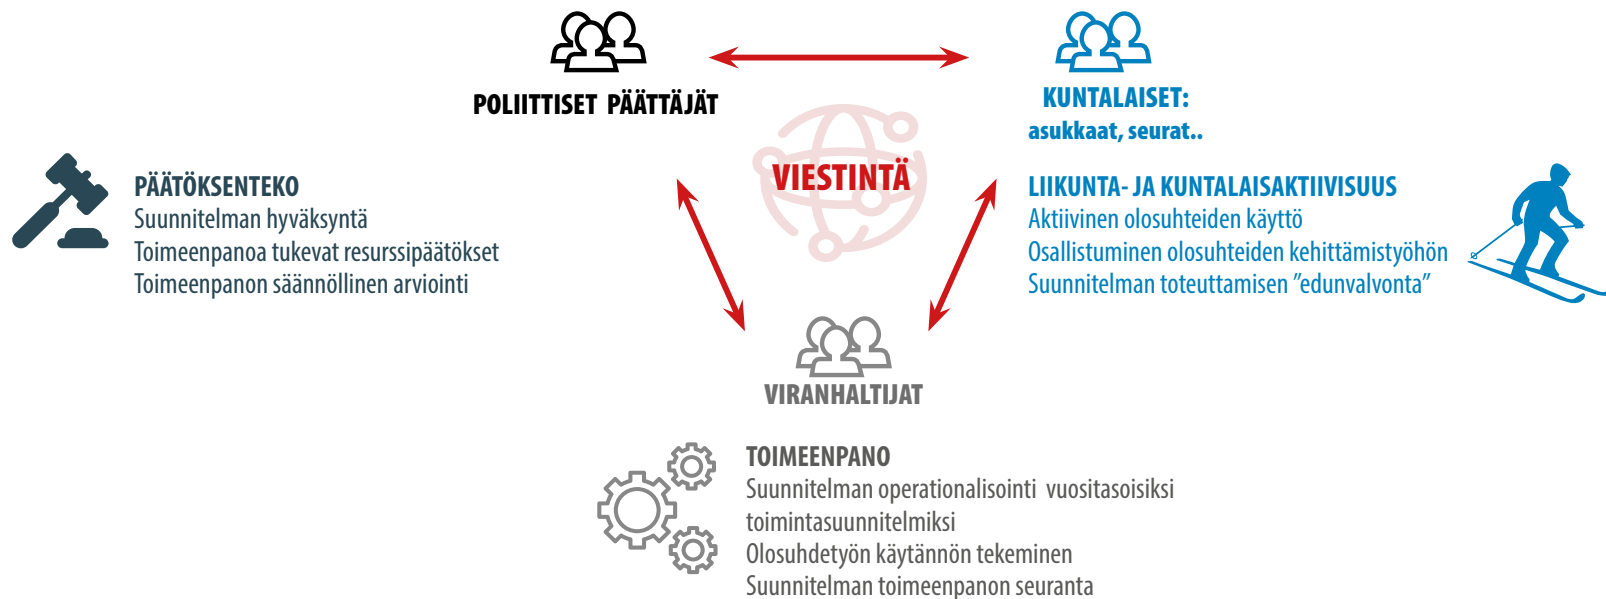 POLIITTISET PÄÄTTÄJÄT
KUNTALAISET:
asukkaat, seurat..
VIESTINTÄ
PÄÄTÖKSENTEKO
Suunnitelman hyväksyntä
Toimeenpanoa tukevat resurssipäätökset
Toimeenpanon säännöllinen arviointi
LIIKUNTA- JA KUNTALAISAKTIIVISUUS
Aktiivinen olosuhteiden käyttö
Osallistuminen olosuhteiden kehittämistyöhön
Suunnitelman toteuttamisen ”edunvalvonta”
VIRANHALTIJAT
TOIMEENPANO
Suunnitelman operationalisointi vuositasoisiksi
toimintasuunnitelmiksi
Olosuhdetyön käytännön tekeminen
Suunnitelman toimeenpanon seuranta